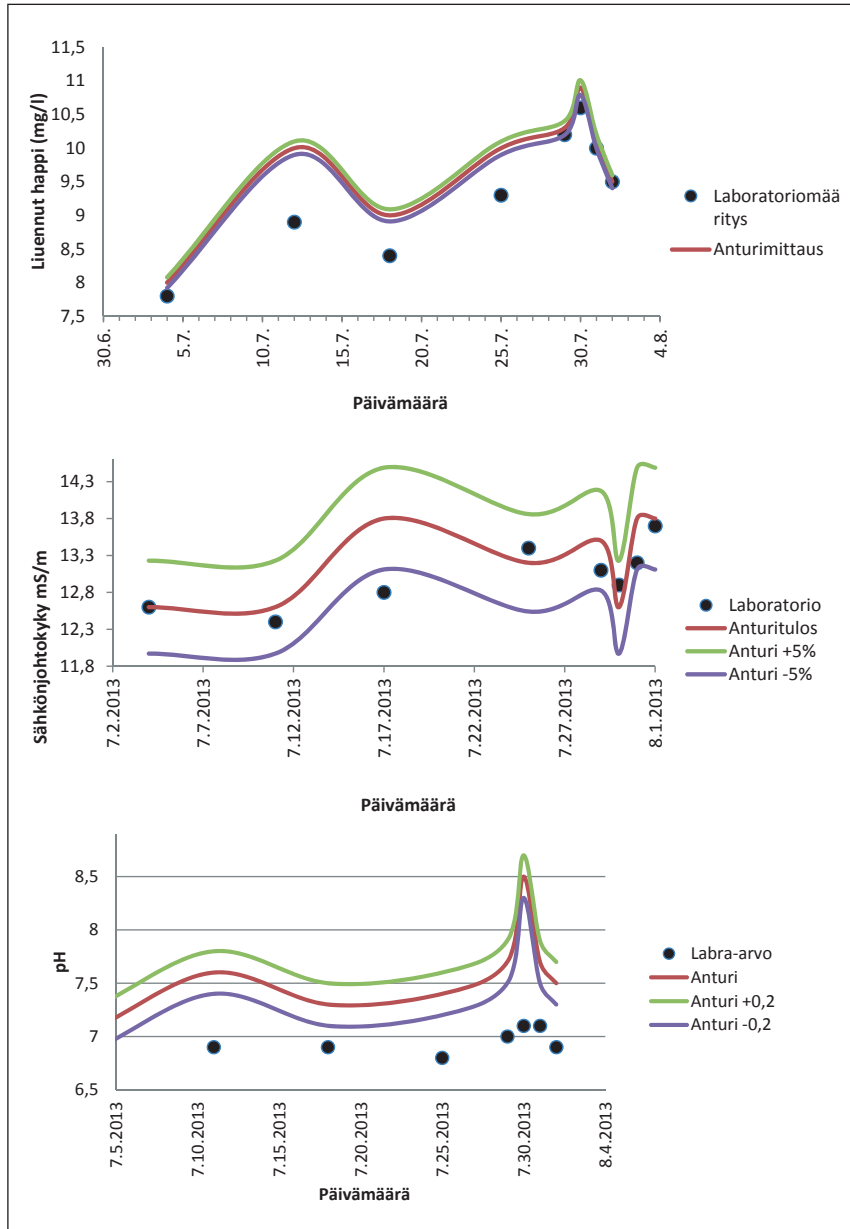 Liuennut happi (mg/l)
11,5
11
10,5
10
9,5
9
8,5
8
7,5
30.6.
5.7.
10.7.
15.7.
20.7.
25.7.
30.7.
4.8.
Päivämäärä
Laboratoriomää
ritys
Anturimittaus
Sähkönjohtokyky mS/m
14,3
13,8
13,3
12,8
12,3
11,8
7.2.2013
7.7.2013
7.12.2013
7.17.2013
7.22.2013
7.27.2013
8.1.2013
Päivämäärä
Laboratorio
Anturitulos
Anturi +5%
Anturi -5%
pH
8,5
8
7,5
7
6,5
7.5.2013
7.10.2013
7.15.2013
7.20.2013
7.25.2013
7.30.2013
8.4.2013
Päivämäärä
Labra-arvo
Anturi
Anturi +0,2
Anturi -0,2